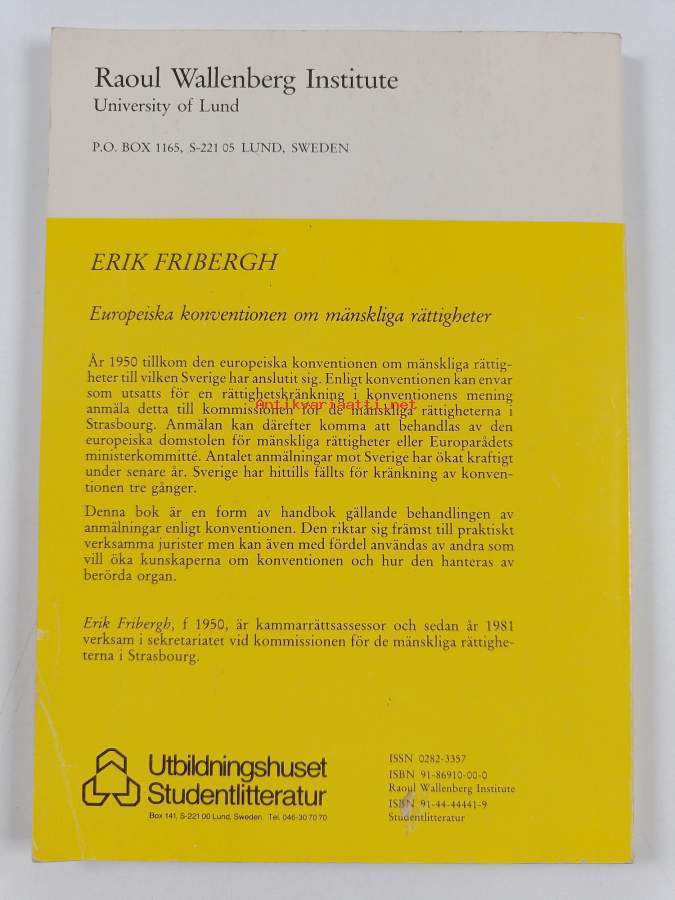 Raoul Wallenberg Institute
University of Lund
P.O. BOX 1165, S-221 05 LUND, SWEDEN
ERIK FRIBERGH
Europeiska konventionen om mänskliga rättigheter
År 1950 tillkom den europeiska konventionen om mänskliga rättig-
heter till vilken Sverige har anslutit sig. Enligt konventionen kan envar
som utsatts för en rättighetskränkning i konventionens mening
anmäla detta till kommissionen för de mänskliga rättigheterna i
Antikvariaatti.net
Strasbourg. Anmälan kan därefter komma att behandlas av den
europeiska domstolen för mänskliga rättigheter eller Europarådets
ministerkommitté. Antalet anmälningar mot Sverige har ökat kraftigt
under senare år. Sverige har hittills fällts för kränkning av konven-
tionen tre gånger.
Denna bok är en form av handbok gällande behandlingen av
anmälningar enligt konventionen. Den riktar sig främst till praktiskt
verksamma jurister men kan även med fördel användas av andra som
vill öka kunskaperna om konventionen och hur den hanteras av
berörda organ.
Erik Fribergh, f 1950, är kammarrättsassessor och sedan år 1981
verksam i sekretariatet vid kommissionen för de mänskliga rättighe-
terna i Strasbourg.
Utbildningshuset
Studentlitteratur
Box 141, S-221 00 Lund, Sweden Tel. 046-30 70 70
ISSN 0282-3357
ISBN 91-86910-00-0
Raoul Wallenberg Institute
ISBN 91-44-44441-9
Studentlitteratur